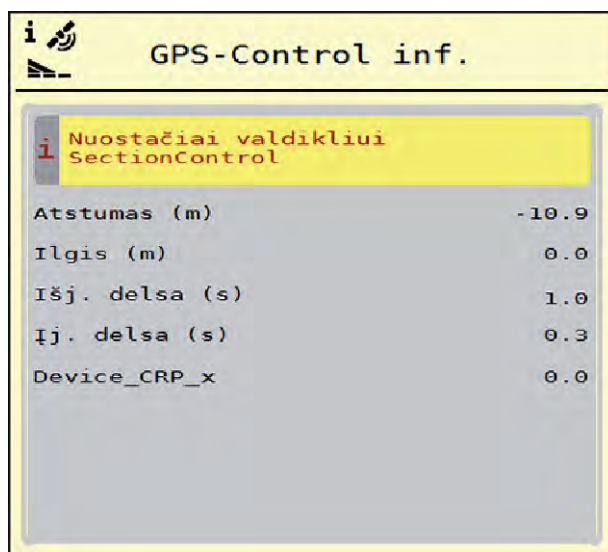 i
GPS-Control inf.
i Nuostačiai valdikliui
SectionControl
Atstumas (m) -10.9
Ilgis (m) 0.0
Išj. delsa (s) 1.0
Įj. delsa (s) 0.3
Device_CRP_x 0.0